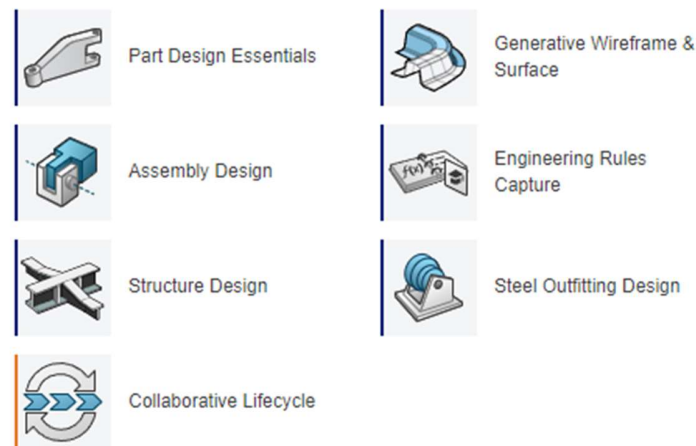 Part Design Essentials
Generative Wireframe &
Surface
Assembly Design
Engineering Rules
Capture
Structure Design
Steel Outfitting Design
Collaborative Lifecycle
f(x)